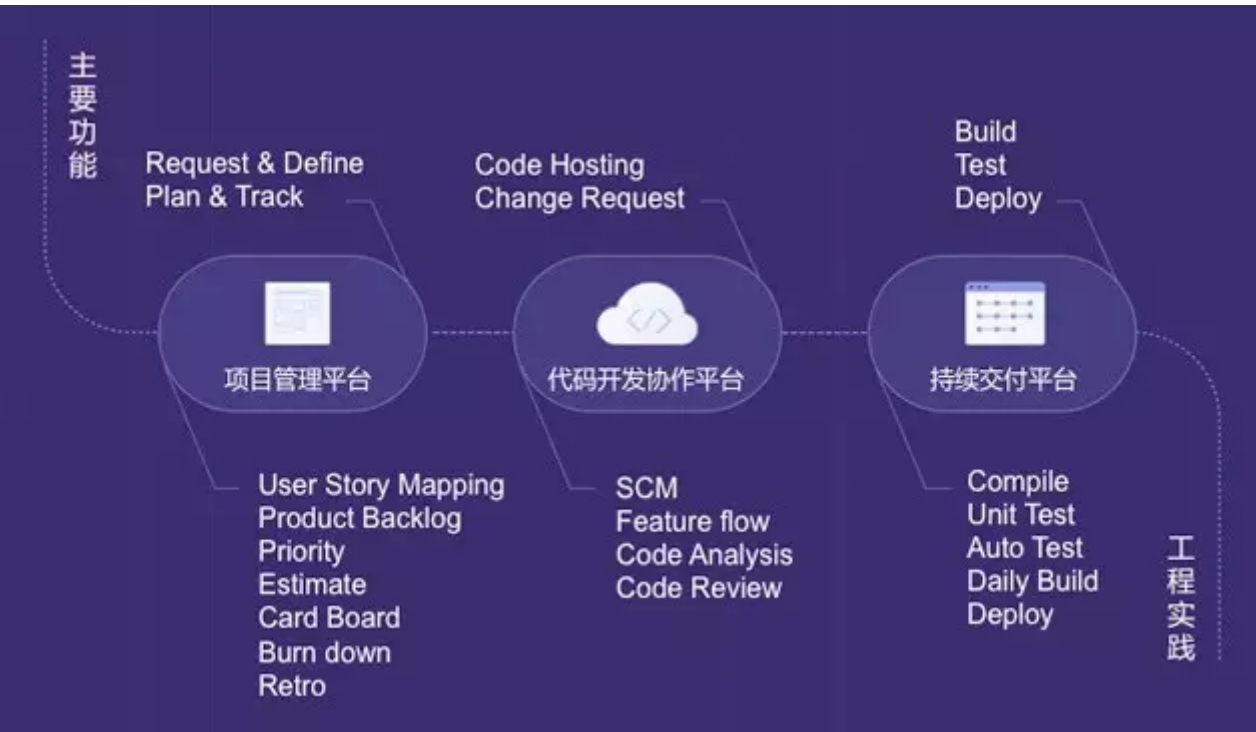 主要功能
Request & Define
Plan & Track
Code Hosting
Change Request
Build
Test
Deploy
项目管理平台
代码开发协作平台
持续交付平台
User Story Mapping
Product Backlog
Priority
Estimate
Card Board
Burn down
Retro
SCM
Feature flow
Code Analysis
Code Review
Compile
Unit Test
Auto Test
Daily Build
Deploy
工程实践